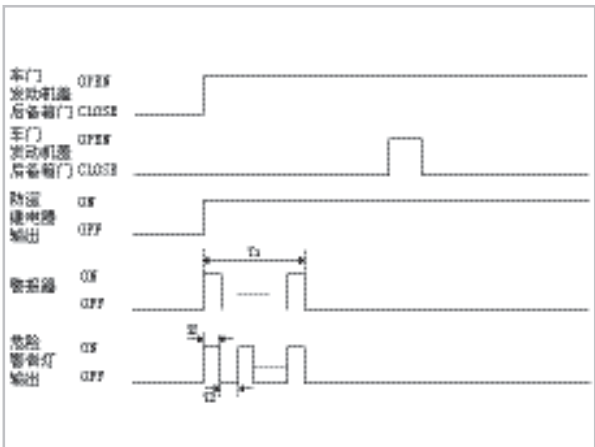 车门 OPEN
发动机盖
后备箱门 CLOSE
车门 OPEN
发动机盖
后备箱门 CLOSE
防盗 ON
继电器
输出 OFF
Ta
警报器 ON
OFF
t1
危险 ON
警告灯
输出 OFF
t2